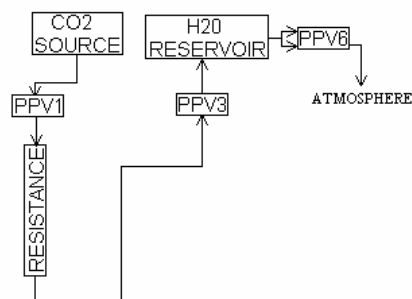 CO2
SOURCE
H20
RESERVOIR
PPV6
PPV1
PPV3
ATMOSPHERE
RESISTANCE